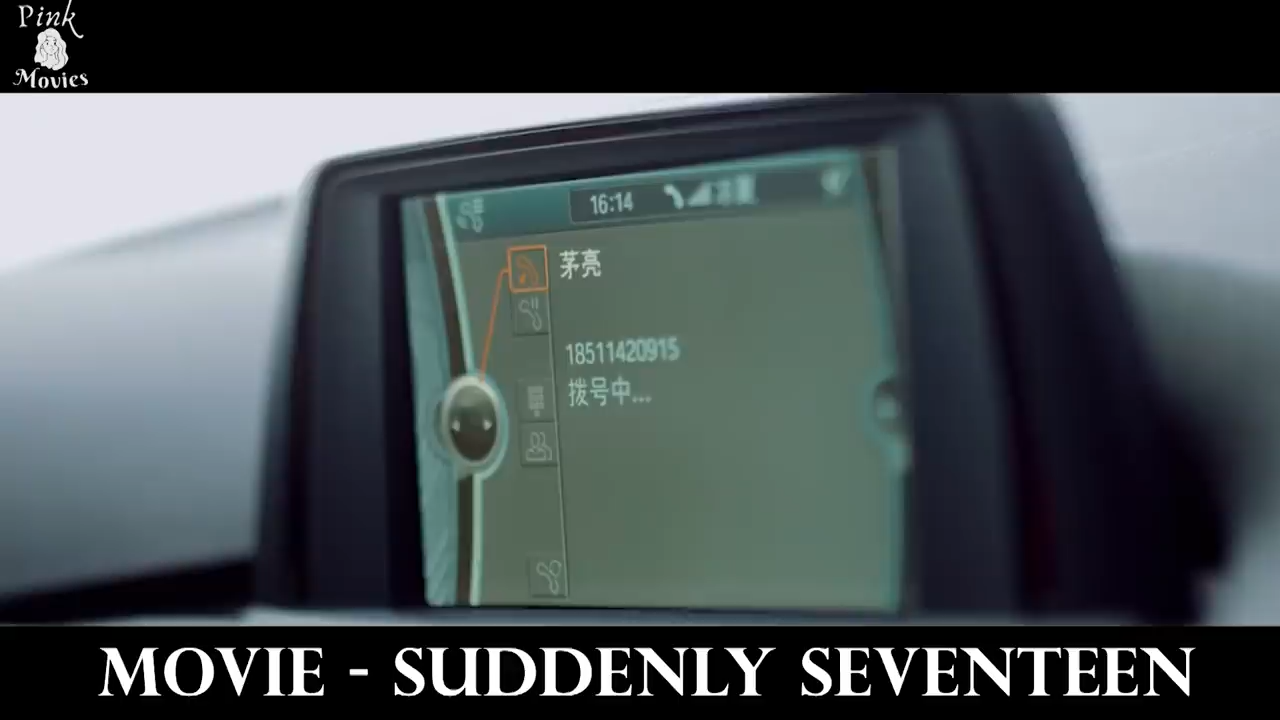 Pink
Movies
16:14
茅亮
18511420915
拨号中...
MOVIE - SUDDENLY SEVENTEEN